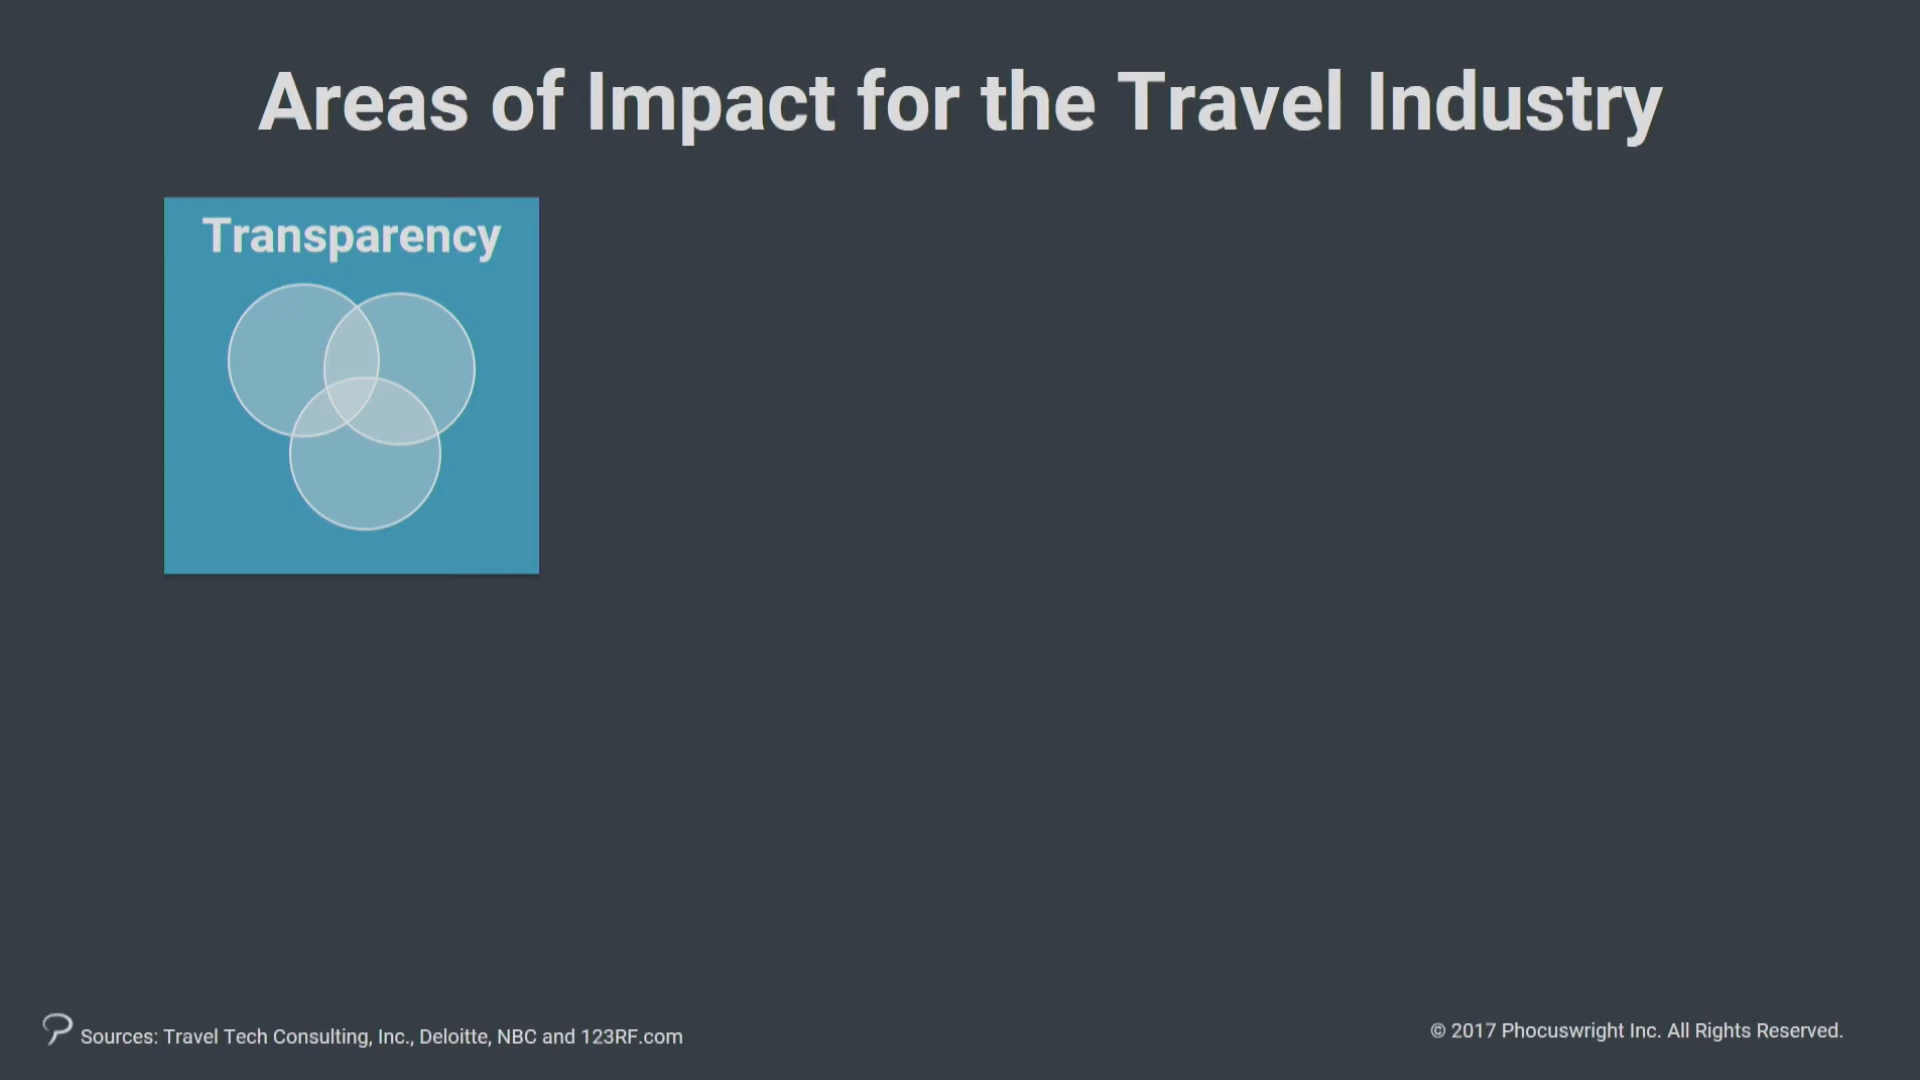 Areas of Impact for the Travel Industry
Transparency
Sources: Travel Tech Consulting, Inc., Deloitte, NBC and 123RF.com
© 2017 Phocuswright Inc. All Rights Reserved.